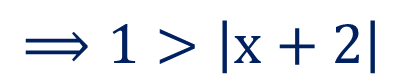 ⟹ 1 > |x + 2|